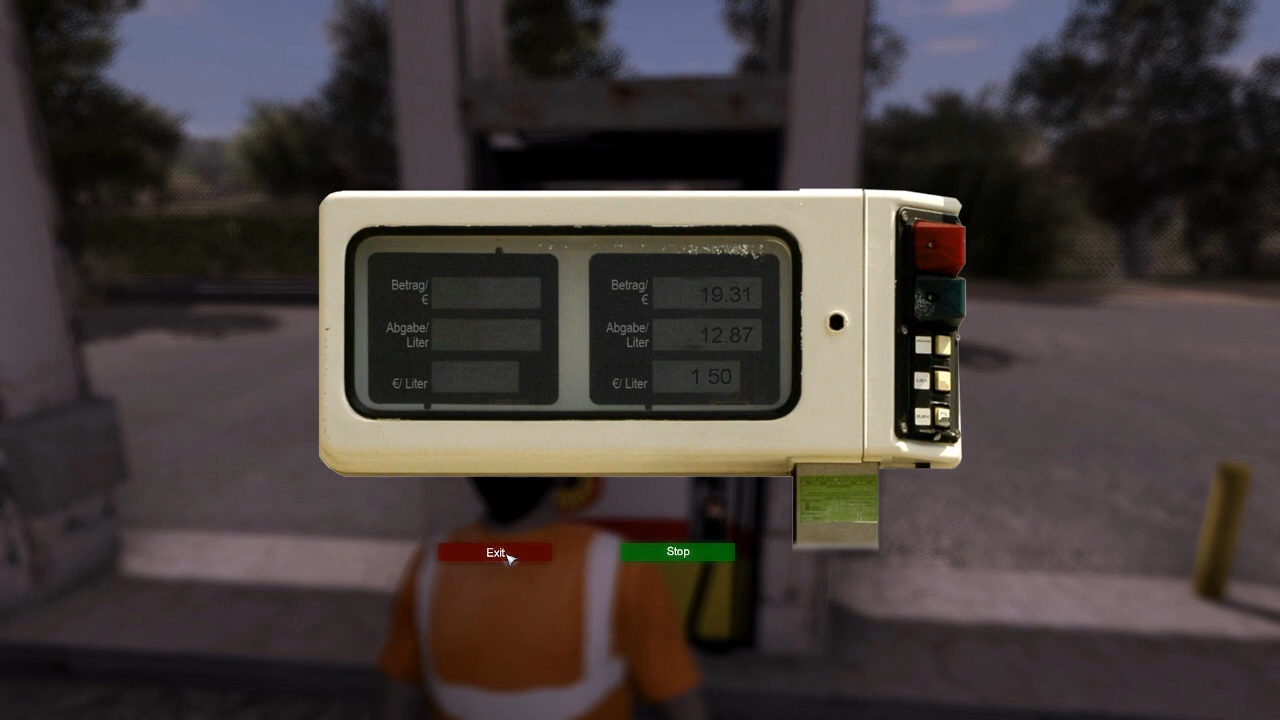 Betrag/
€
Abgabe/
Liter
€/ Liter
Betrag/
€
19.31
Abgabe/
Liter
12.87
€/ Liter
1 50
Exit
Stop